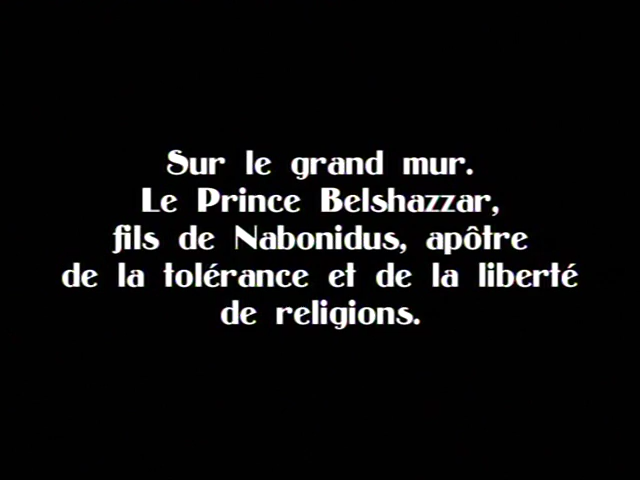 Sur le grand mur.
Le Prince Belshazzar,
fils de Nabonidus, apôtre
de la tolérance et de la liberté
de religions.